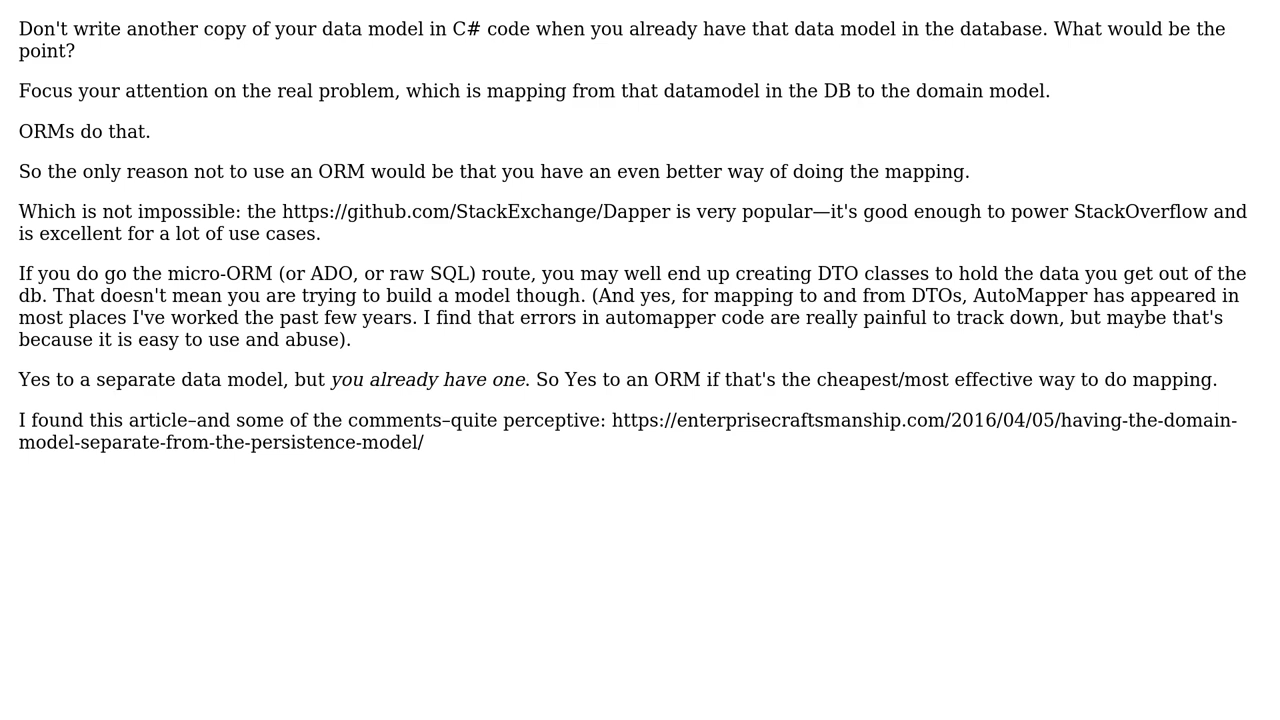 Don't write another copy of your data model in C# code when you already have that data model in the database. What would be the
point?
Focus your attention on the real problem, which is mapping from that datamodel in the DB to the domain model.
ORMs do that.
So the only reason not to use an ORM would be that you have an even better way of doing the mapping.
Which is not impossible: the https://github.com/StackExchange/Dapper is very popular—it's good enough to power StackOverflow and
is excellent for a lot of use cases.
If you do go the micro-ORM (or ADO, or raw SQL) route, you may well end up creating DTO classes to hold the data you get out of the
db. That doesn't mean you are trying to build a model though. (And yes, for mapping to and from DTOs, AutoMapper has appeared in
most places I've worked the past few years. I find that errors in automapper code are really painful to track down, but maybe that's
because it is easy to use and abuse).
Yes to a separate data model, but you already have one. So Yes to an ORM if that's the cheapest/most effective way to do mapping.
I found this article–and some of the comments–quite perceptive: https://enterprisecraftsmanship.com/2016/04/05/having-the-domain-
model-separate-from-the-persistence-model/